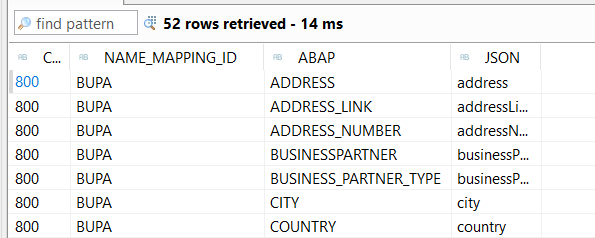 find pattern 52 rows retrieved - 14 ms
C... NAME_MAPPING_ID ABAP JSON
800 BUPA ADDRESS address
800 BUPA ADDRESS_LINK addressLi...
800 BUPA ADDRESS_NUMBER addressN...
800 BUPA BUSINESSPARTNER businessP...
800 BUPA BUSINESS_PARTNER_TYPE businessP...
800 BUPA CITY city
800 BUPA COUNTRY country